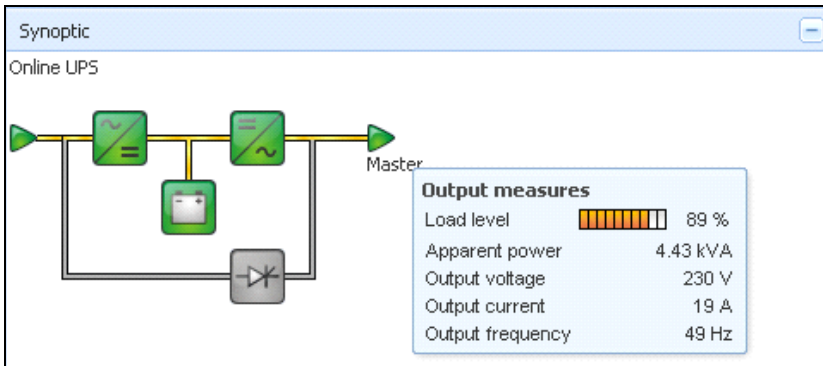 Synoptic
Online UPS
Master
Output measures
Load level 89 %
Apparent power 4.43 kVA
Output voltage 230 V
Output current 19 A
Output frequency 49 Hz